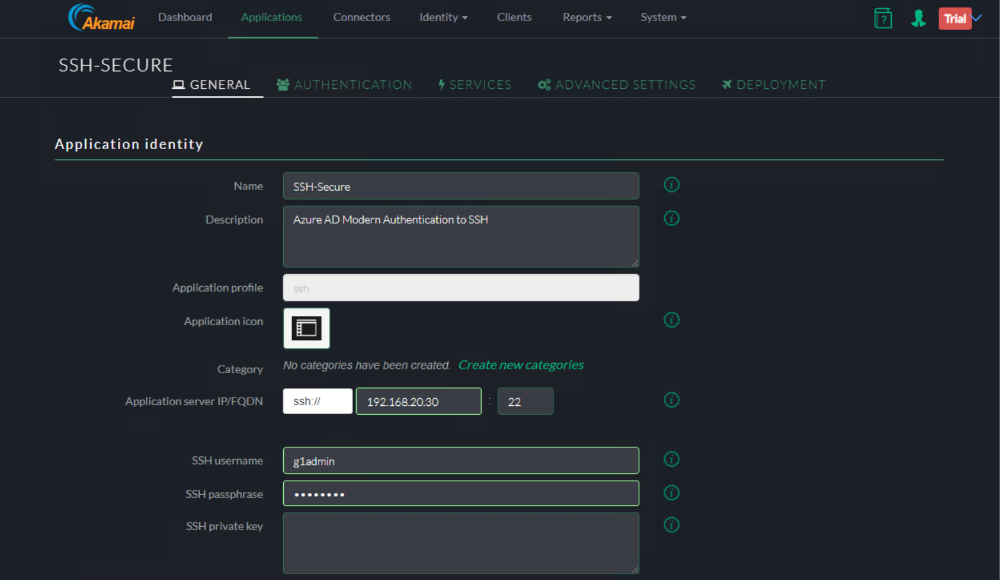 Akamai Dashboard Applications Connectors Identity Clients Reports System ? Trial
SSH-SECURE
GENERAL AUTHENTICATION SERVICES ADVANCED SETTINGS DEPLOYMENT
Application identity
Name SSH-Secure i
Description Azure AD Modern Authentication to SSH i
Application profile ssh
Application icon i
Category No categories have been created. Create new categories
Application server IP/FQDN ssh:// 192.168.20.30 : 22 i
SSH username g1admin i
SSH passphrase •••••••• i
SSH private key i